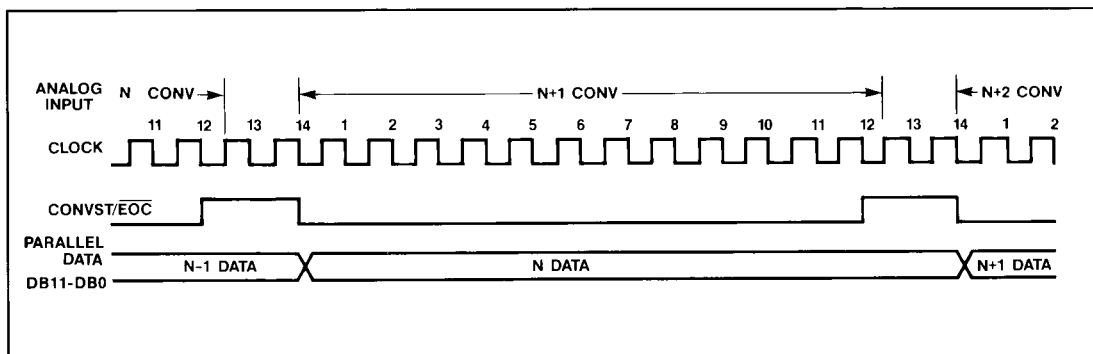 ANALOG INPUT N CONV N+1 CONV N+2 CONV
11 12 13 14 1 2 3 4 5 6 7 8 9 10 11 12 13 14 1 2
CLOCK
CONVST/E̅O̅C̅
PARALLEL
DATA
N-1 DATA N DATA N+1 DATA
DB11-DB0